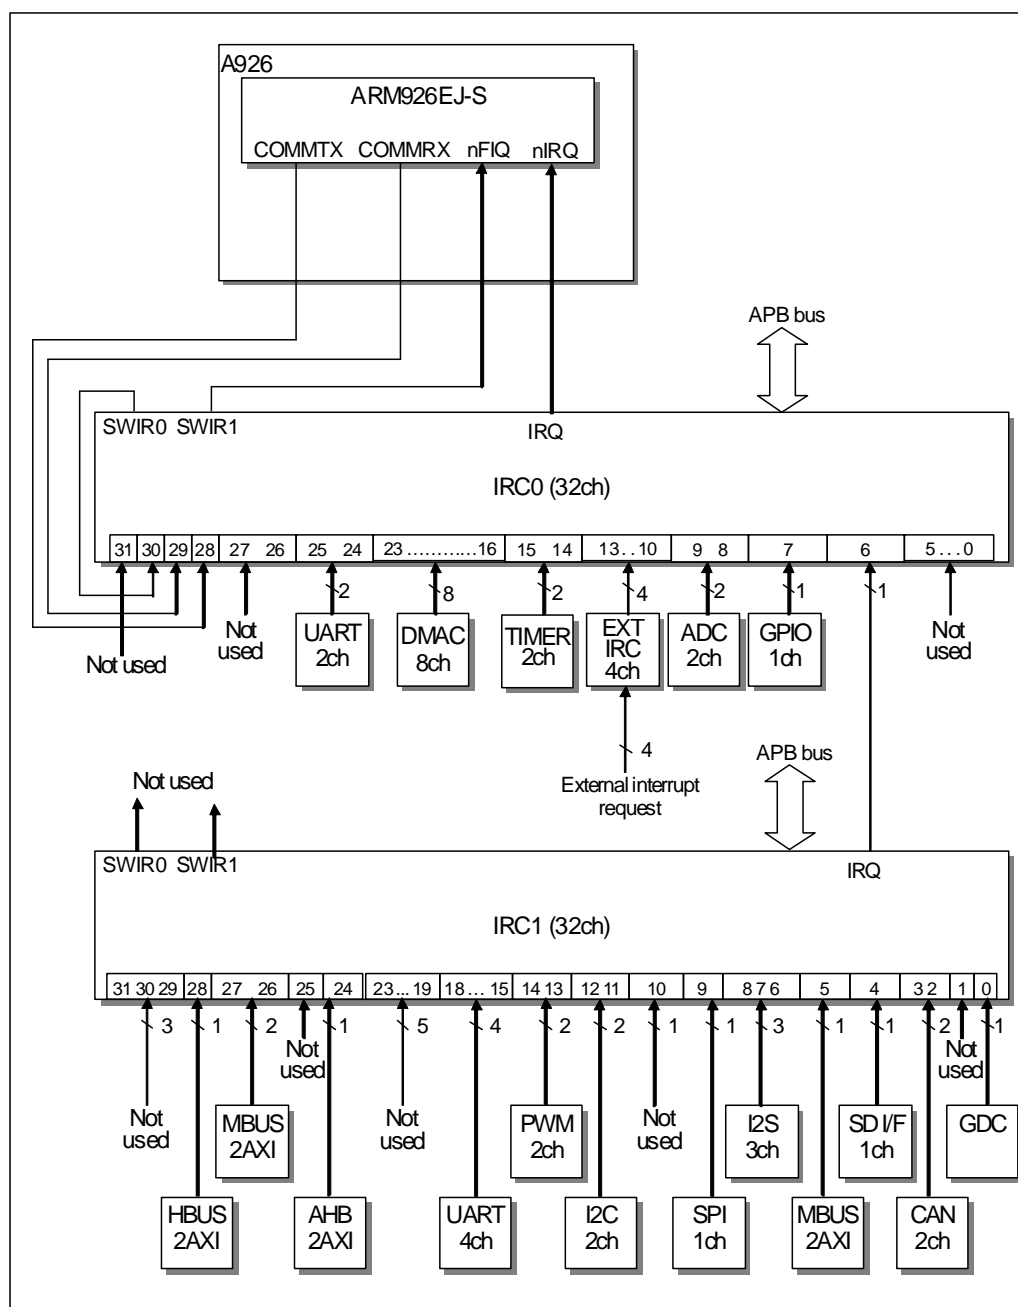 A926
ARM926EJ-S
COMMTX COMMRX nFIQ nIRQ
APB bus
SWIR0 SWIR1 IRQ
IRC0 (32ch)
31 30 29 28 27 26 25 24 23 ............16 15 14 13 . . 10 9 8 7 6 5 . . . 0
2 8 2 4 2 1 1
Not used
Not
used
UART
2ch
DMAC
8ch
TIMER
2ch
EXT
IRC
4ch
ADC
2ch
GPIO
1ch
Not
used
4
External interrupt
request
APB bus
Not used
SWIR0 SWIR1 IRQ
IRC1 (32ch)
31 30 29 28 27 26 25 24 23 ... 19 18 ... 15 14 13 12 11 10 9 8 7 6 5 4 3 2 1 0
3 1 2 1 5 4 2 2 1 1 3 1 1 2 1
Not
used
Not
used
Not
used
MBUS
2AXI
Not
used
PWM
2ch
Not
used
I2S
3ch
SD I/F
1ch
GDC
HBUS
2AXI
AHB
2AXI
UART
4ch
I2C
2ch
SPI
1ch
MBUS
2AXI
CAN
2ch